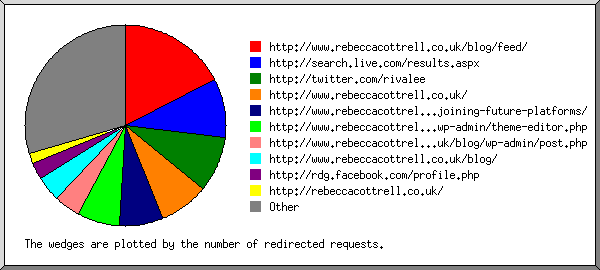 http://www.rebeccacottrell.co.uk/blog/feed/
http://search.live.com/results.aspx
http://twitter.com/rivalee
http://www.rebeccacottrell.co.uk/
http://www.rebeccacottrel...joining-future-platforms/
http://www.rebeccacottrel...wp-admin/theme-editor.php
http://www.rebeccacottrel...uk/blog/wp-admin/post.php
http://www.rebeccacottrell.co.uk/blog/
http://rdg.facebook.com/profile.php
http://rebeccacottrell.co.uk/
Other
The wedges are plotted by the number of redirected requests.